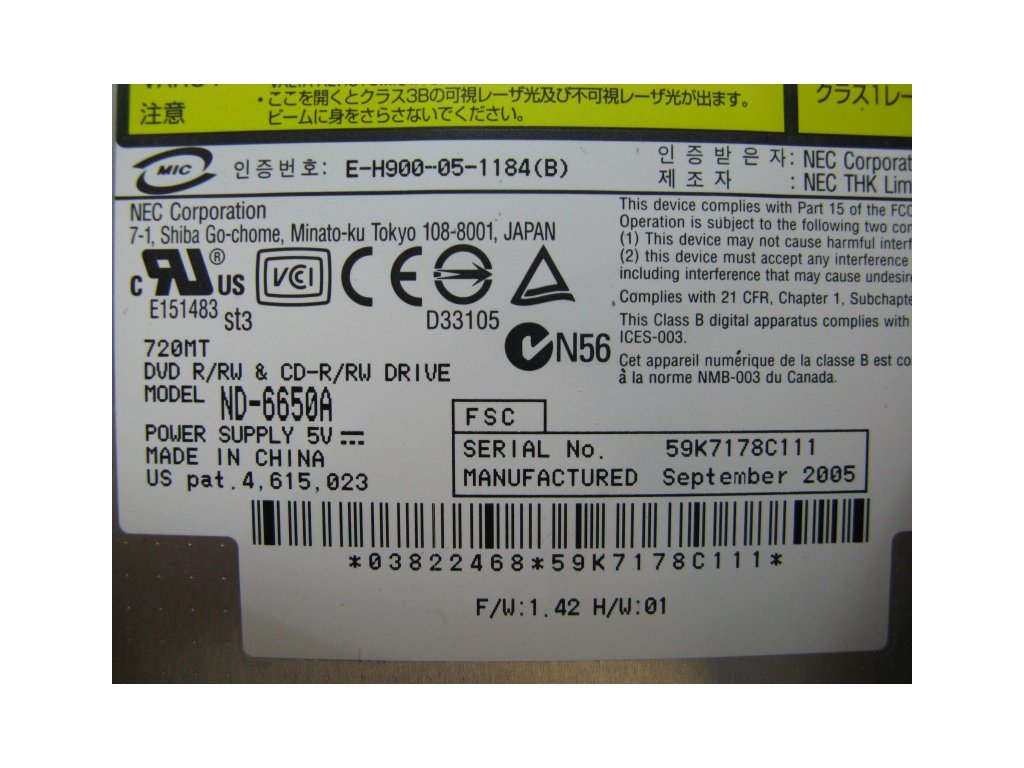 ・ここを開くとクラス3Bの可視レーザ光及び不可視レーザ光が出ます。
注意 ビームに身をさらさないでください。
クラス1レー
MIC 인증번호: E-H900-05-1184(B)
인 증 받 은 자: NEC Corporat
제 조 자 : NEC THK Lim
NEC Corporation
7-1, Shiba Go-chome, Minato-ku Tokyo 108-8001, JAPAN
This device complies with Part 15 of the FCC
Operation is subject to the following two con
(1) This device may not cause harmful interf
(2) this device must accept any interference
including interference that may cause undesir
Complies with 21 CFR, Chapter 1, Subchapte
This Class B digital apparatus complies with
ICES-003.
Cet appareil numérique de la classe B est co
à la norme NMB-003 du Canada.
c RU ® US VCI CE
E151483 st3 D33105
N56
720MT
DVD R/RW & CD-R/RW DRIVE
MODEL ND-6650A
POWER SUPPLY 5V
MADE IN CHINA
US pat.4,615,023
FSC
SERIAL No. 59K7178C111
MANUFACTURED September 2005
*03822468*59K7178C111*
F/W:1.42 H/W:01